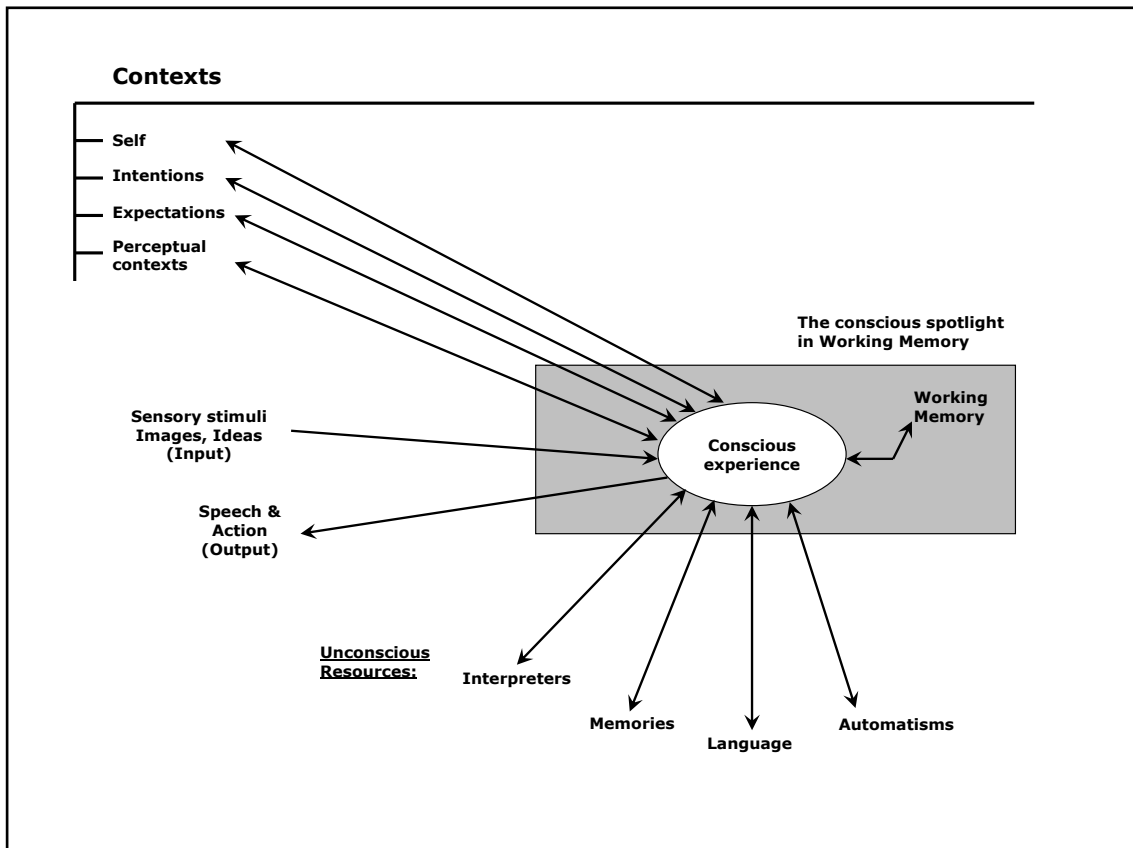 Contexts
Self
Intentions
Expectations
Perceptual
contexts
The conscious spotlight
in Working Memory
Working
Memory
Sensory stimuli
Images, Ideas
(Input)
Conscious
experience
Speech &
Action
(Output)
Unconscious
Resources:
Interpreters
Memories
Language
Automatisms